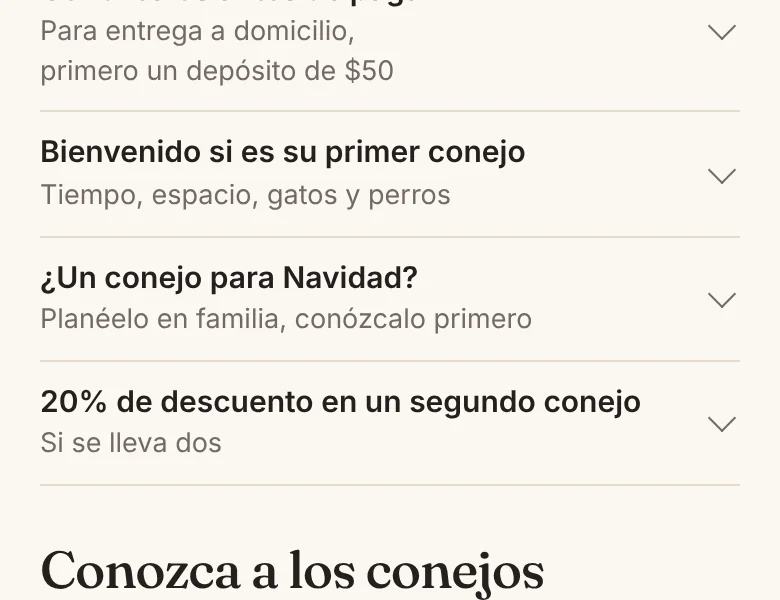 Para entrega a domicilio,
primero un depósito de $50
Bienvenido si es su primer conejo
Tiempo, espacio, gatos y perros
¿Un conejo para Navidad?
Planéelo en familia, conózcalo primero
20% de descuento en un segundo conejo
Si se lleva dos
Conozca a los conejos